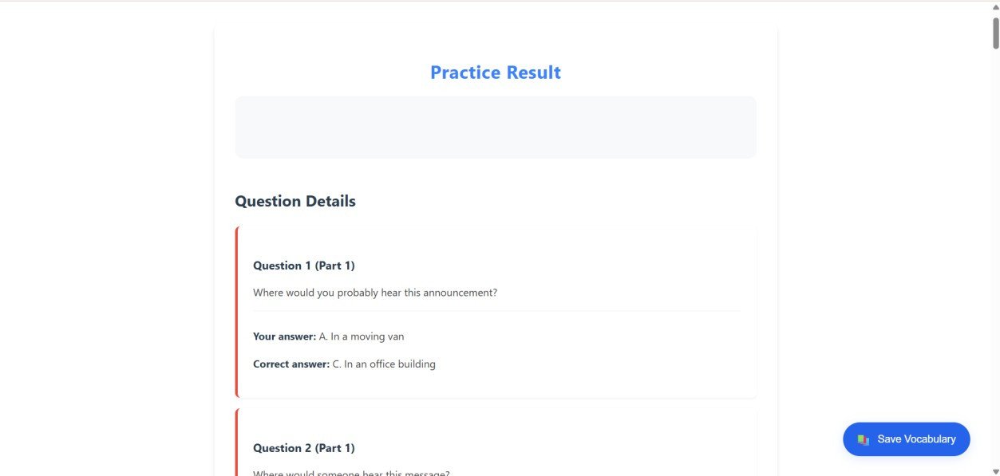 Practice Result
Question Details
Question 1 (Part 1)
Where would you probably hear this announcement?
Your answer: A. In a moving van
Correct answer: C. In an office building
Question 2 (Part 1)
Where would someone hear this message?
Save Vocabulary